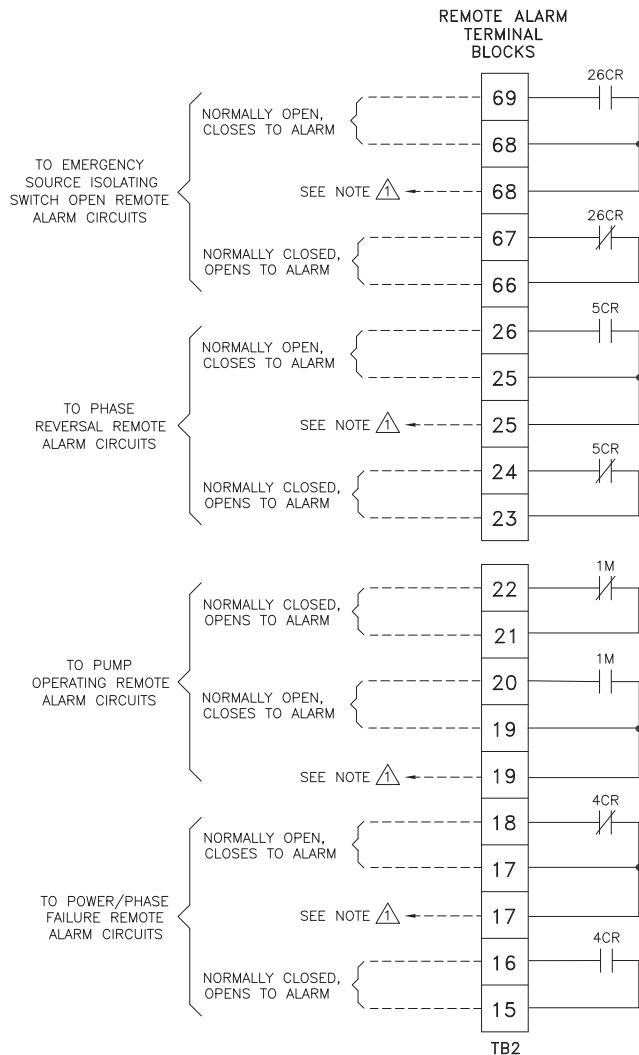 REMOTE ALARM
TERMINAL
BLOCKS
TO EMERGENCY
SOURCE ISOLATING
SWITCH OPEN REMOTE
ALARM CIRCUITS
NORMALLY OPEN,
CLOSES TO ALARM
69
26CR
68
SEE NOTE 1
68
NORMALLY CLOSED,
OPENS TO ALARM
67
26CR
66
TO PHASE
REVERSAL REMOTE
ALARM CIRCUITS
NORMALLY OPEN,
CLOSES TO ALARM
26
5CR
25
SEE NOTE 1
25
NORMALLY CLOSED,
OPENS TO ALARM
24
5CR
23
TO PUMP
OPERATING REMOTE
ALARM CIRCUITS
NORMALLY CLOSED,
OPENS TO ALARM
22
1M
21
NORMALLY OPEN,
CLOSES TO ALARM
20
1M
19
SEE NOTE 1
19
TO POWER/PHASE
FAILURE REMOTE
ALARM CIRCUITS
NORMALLY OPEN,
CLOSES TO ALARM
18
4CR
17
SEE NOTE 1
17
NORMALLY CLOSED,
OPENS TO ALARM
16
4CR
15
TB2